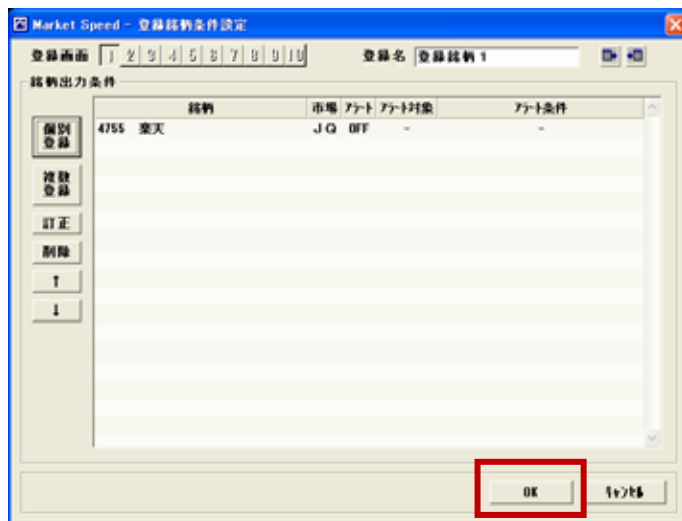 Market Speed - 登録銘柄条件設定
登録画面 1 2 3 4 5 6 7 8 9 10 登録名 登録銘柄 1
銘柄出力条件
銘柄 市場 アラート アラート対象 アラート条件
個別登録
4755 楽天 JQ OFF - -
複数登録
訂正
削除
↑
↓
OK キャンセル